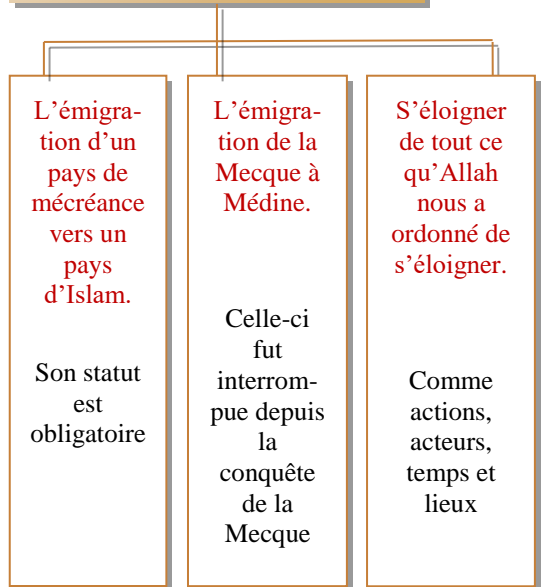 L’émigra-
tion d’un
pays de
mécréance
vers un
pays
d’Islam.
Son statut
est
obligatoire
L’émigra-
tion de la
Mecque à
Médine.
Celle-ci
fut
interrom-
pue depuis
la
conquête
de la
Mecque
S’éloigner
de tout ce
qu’Allah
nous a
ordonné de
s’éloigner.
Comme
actions,
acteurs,
temps et
lieux